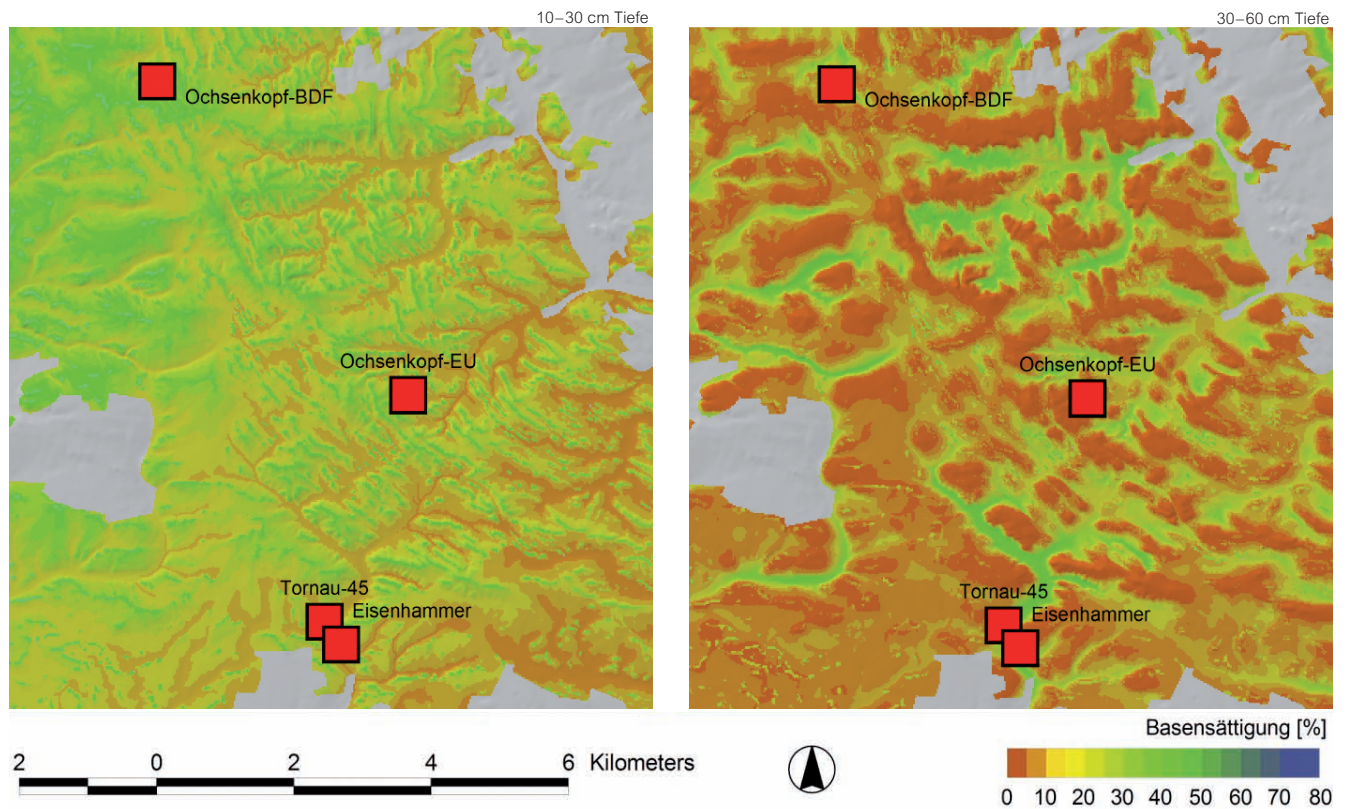 10–30 cm Tiefe
30–60 cm Tiefe
Ochsenkopf-BDF
Ochsenkopf-BDF
Ochsenkopf-EU
Ochsenkopf-EU
Tornau-45
Eisenhammer
Tornau-45
Eisenhammer
Basensättigung [%]
2 0 2 4 6 Kilometers
0 10 20 30 40 50 60 70 80